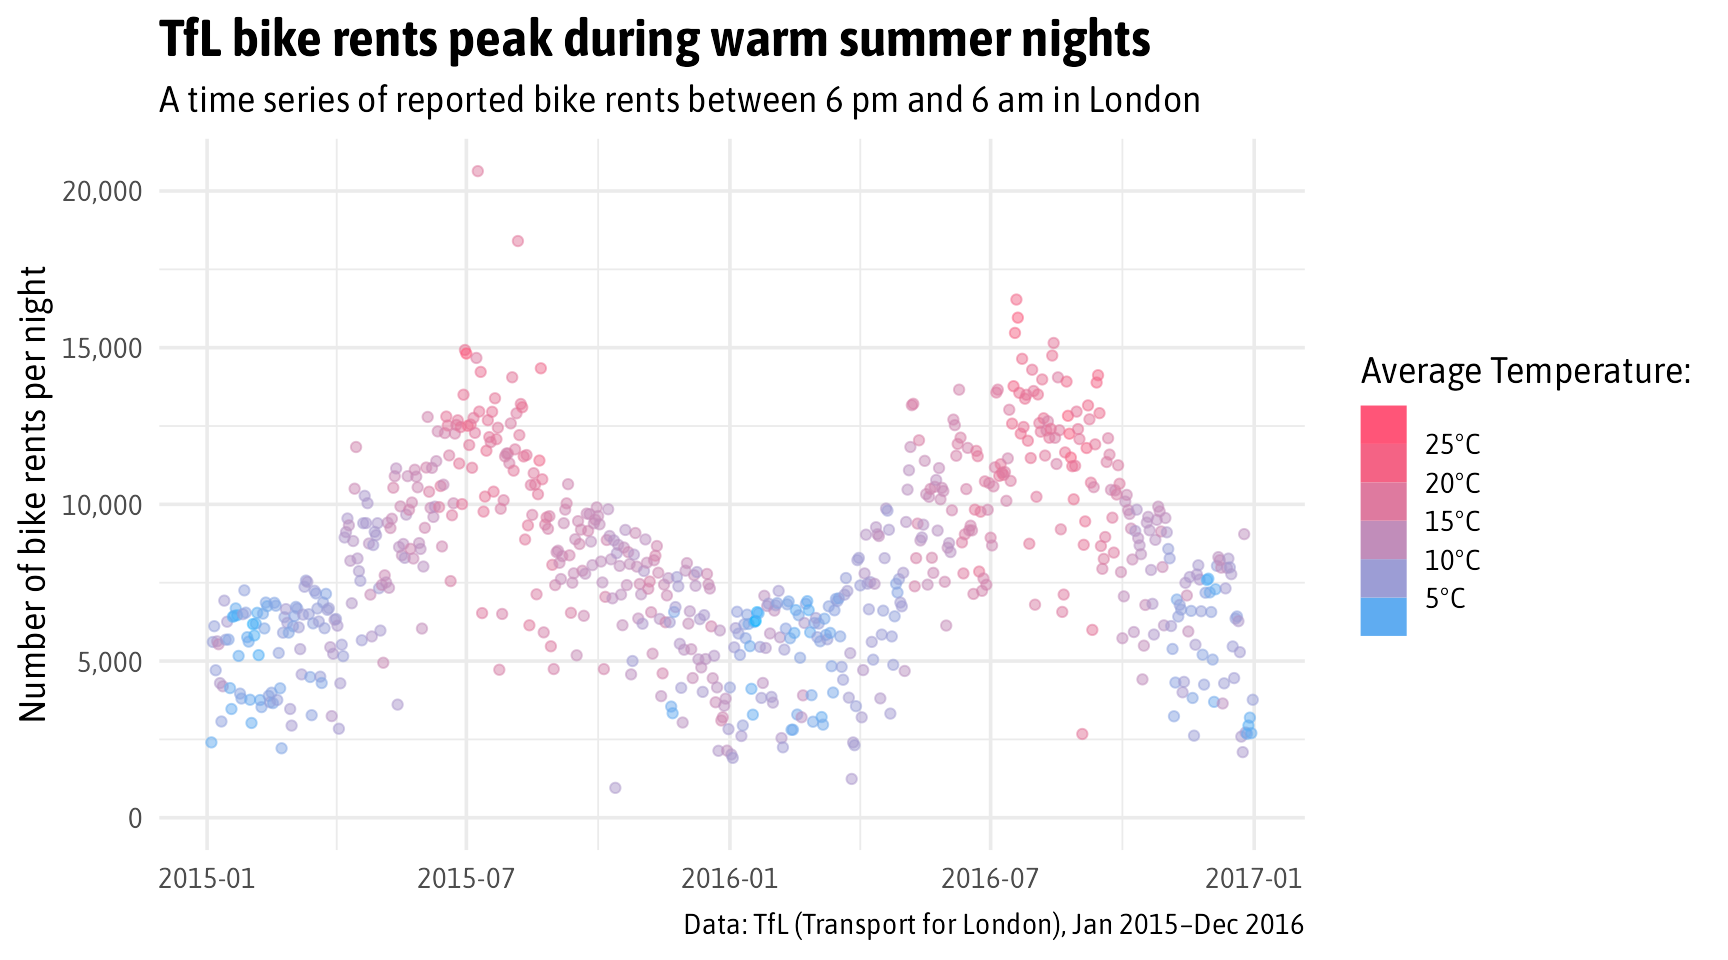 TfL bike rents peak during warm summer nights
A time series of reported bike rents between 6 pm and 6 am in London
Number of bike rents per night
20,000
15,000
10,000
5,000
0
2015-01
2015-07
2016-01
2016-07
2017-01
Average Temperature:
25°C
20°C
15°C
10°C
5°C
Data: TfL (Transport for London), Jan 2015–Dec 2016